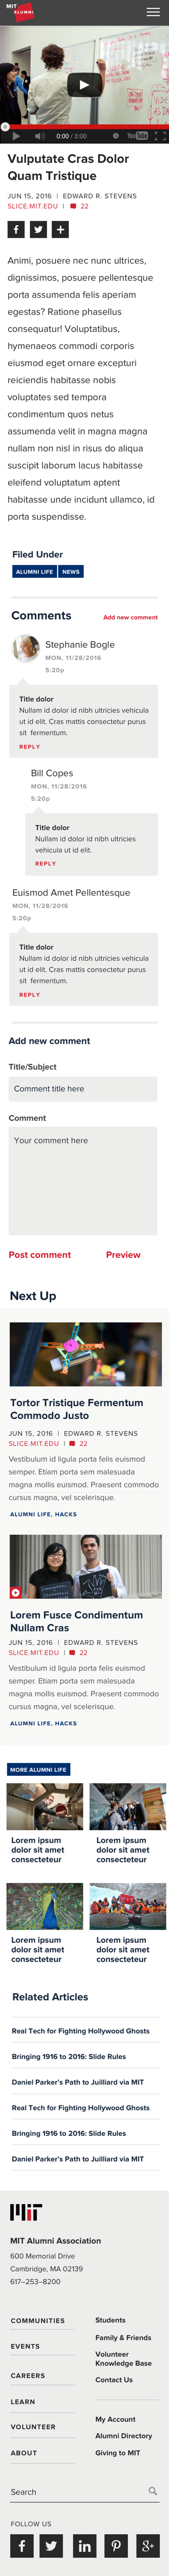 MIT
ALUMNI
0:00 / 3:00
YouTube
Vulputate Cras Dolor
Quam Tristique
JUN 15, 2016 | EDWARD R. STEVENS
SLICE.MIT.EDU | 22
Animi, posuere nec nunc ultrices,
dignissimos, posuere pellentesque
porta assumenda felis aperiam
egestas? Ratione phasellus
consequatur! Voluptatibus,
hymenaeos commodi corporis
eiusmod eget ornare excepturi
reiciendis habitasse nobis
voluptates sed tempora
condimentum quos netus
assumenda velit in magna magna
nullam non nisl in risus do aliqua
suscipit laborum lacus habitasse
eleifend voluptatum aptent
habitasse unde incidunt ullamco, id
porta suspendisse.
Filed Under
ALUMNI LIFE NEWS
Comments Add new comment
Stephanie Bogle
MON, 11/28/2016
5:20p
Title dolor
Nullam id dolor id nibh ultricies vehicula
ut id elit. Cras mattis consectetur purus
sit fermentum.
REPLY
Bill Copes
MON, 11/28/2016
5:20p
Title dolor
Nullam id dolor id nibh ultricies
vehicula ut id elit.
REPLY
Euismod Amet Pellentesque
MON, 11/28/2016
5:20p
Title dolor
Nullam id dolor id nibh ultricies vehicula
ut id elit. Cras mattis consectetur purus
sit fermentum.
REPLY
Add new comment
Title/Subject
Comment title here
Comment
Your comment here
Post comment Preview
Next Up
Tortor Tristique Fermentum
Commodo Justo
JUN 15, 2016 | EDWARD R. STEVENS
SLICE.MIT.EDU | 22
Vestibulum id ligula porta felis euismod
semper. Etiam porta sem malesuada
magna mollis euismod. Praesent commodo
cursus magna, vel scelerisque.
ALUMNI LIFE, HACKS
Lorem Fusce Condimentum
Nullam Cras
JUN 15, 2016 | EDWARD R. STEVENS
SLICE.MIT.EDU | 22
Vestibulum id ligula porta felis euismod
semper. Etiam porta sem malesuada
magna mollis euismod. Praesent commodo
cursus magna, vel scelerisque.
ALUMNI LIFE, HACKS
MORE ALUMNI LIFE
Lorem ipsum
dolor sit amet
consecteteur
Lorem ipsum
dolor sit amet
consecteteur
Lorem ipsum
dolor sit amet
consecteteur
Lorem ipsum
dolor sit amet
consecteteur
Related Articles
Real Tech for Fighting Hollywood Ghosts
Bringing 1916 to 2016: Slide Rules
Daniel Parker's Path to Juilliard via MIT
Real Tech for Fighting Hollywood Ghosts
Bringing 1916 to 2016: Slide Rules
Daniel Parker's Path to Juilliard via MIT
MIT Alumni Association
600 Memorial Drive
Cambridge, MA 02139
617–253–8200
COMMUNITIES
EVENTS
CAREERS
LEARN
VOLUNTEER
ABOUT
Students
Family & Friends
Volunteer
Knowledge Base
Contact Us
My Account
Alumni Directory
Giving to MIT
Search
FOLLOW US